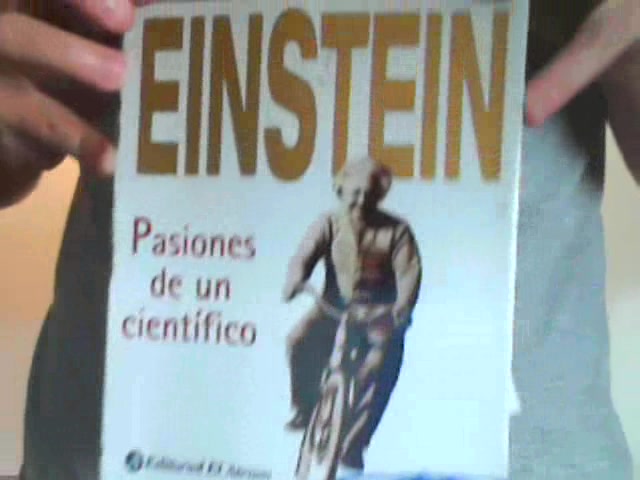 EINSTEIN
Pasiones
de un
científico
Editorial El Ateneo